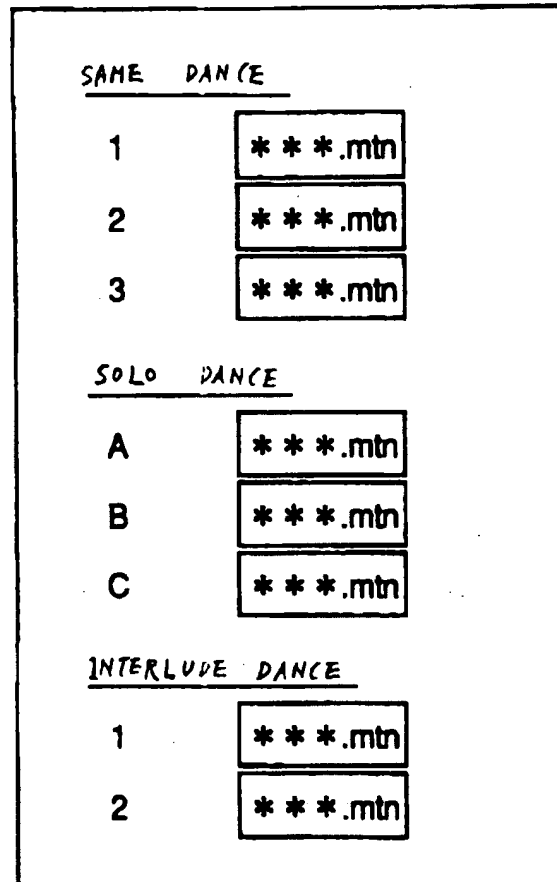 SAME DANCE
1 * * *.mtn
2 * * *.mtn
3 * * *.mtn
SOLO DANCE
A * * *.mtn
B * * *.mtn
C * * *.mtn
INTERLUDE DANCE
1 * * *.mtn
2 * * *.mtn